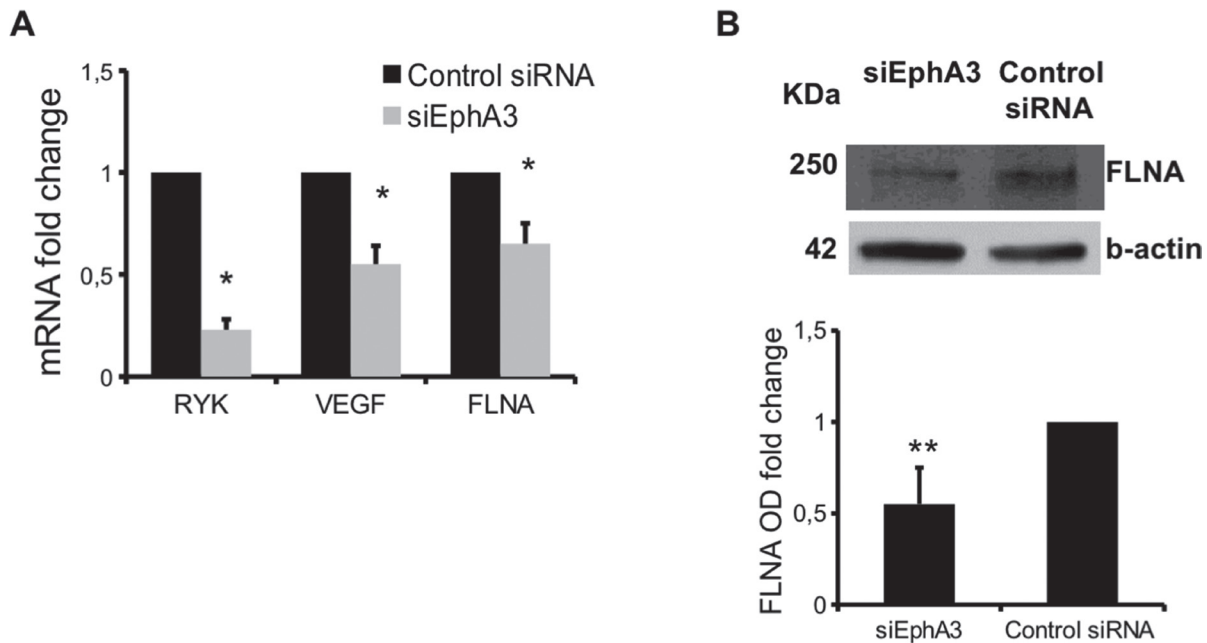 A
1,5
1
0,5
0
mRNA fold change
Control siRNA
siEphA3
*
*
*
RYK VEGF FLNA
B
KDa siEphA3 Control
siRNA
250 FLNA
42 b-actin
1,5
1
0,5
0
FLNA OD fold change
**
siEphA3 Control siRNA